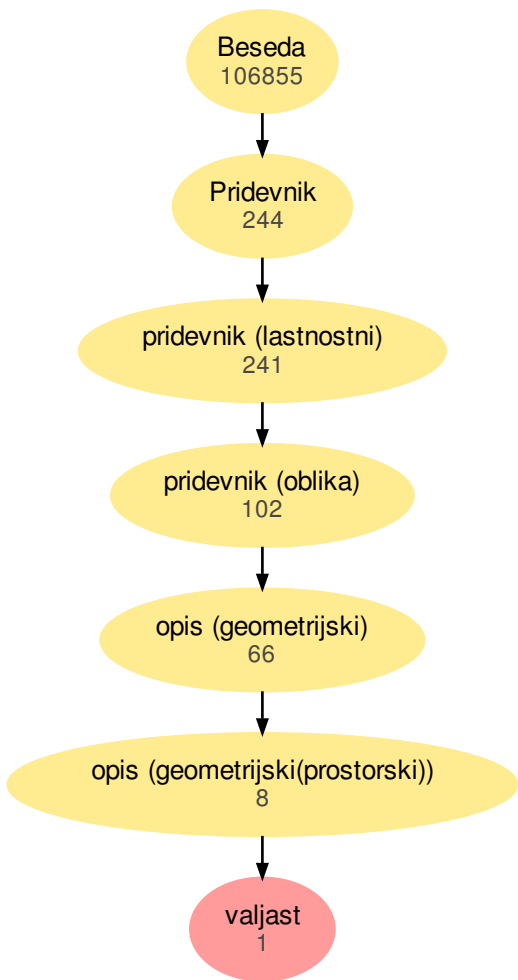 Beseda
106855
Pridevnik
244
pridevnik (lastnostni)
241
pridevnik (oblika)
102
opis (geometrijski)
66
opis (geometrijski(prostorski))
8
valjast
1